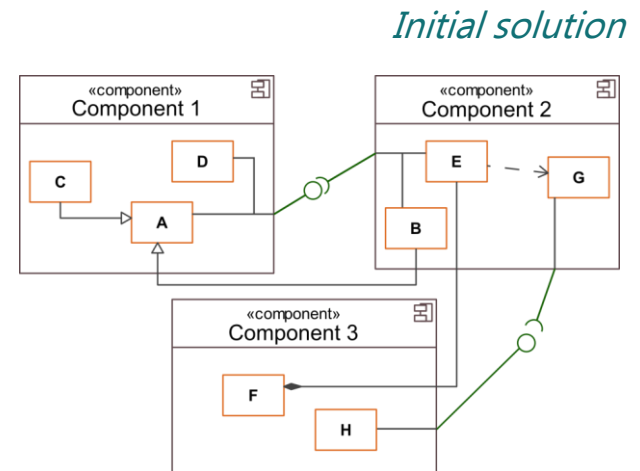 Initial solution
«component»
Component 1
D
C
A
«component»
Component 2
E
G
B
«component»
Component 3
F
H